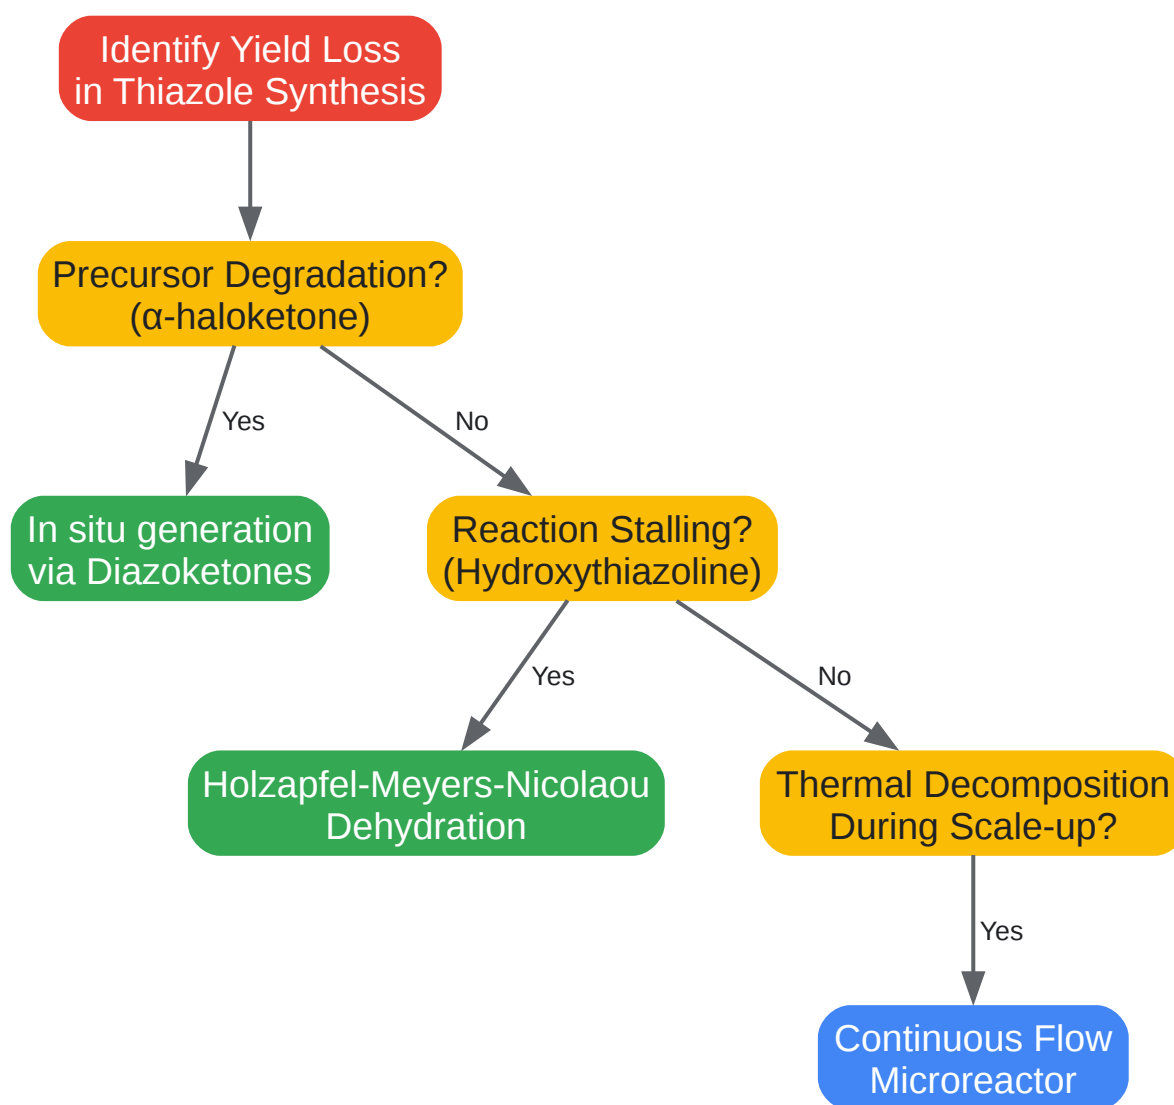 Identify Yield Loss
in Thiazole Synthesis
Precursor Degradation?
(α-haloketone)
Yes
No
In situ generation
via Diazoketones
Reaction Stalling?
(Hydroxythiazoline)
Yes
No
Holzapfel-Meyers-Nicolaou
Dehydration
Thermal Decomposition
During Scale-up?
Yes
Continuous Flow
Microreactor